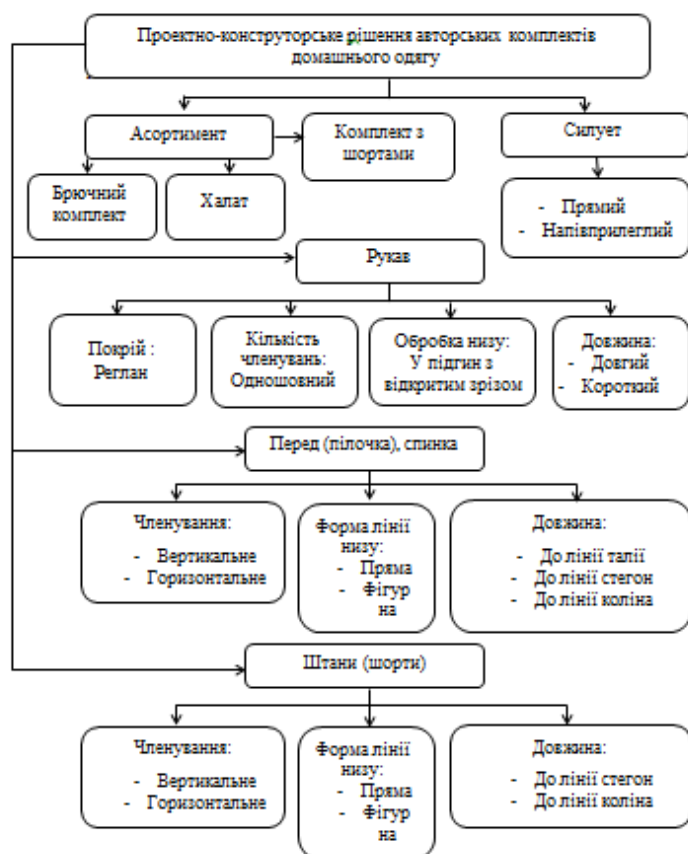 Проектно-конструторське рішення авторських комплектів
домашнього одягу
Асортимент
Комплект з
шортами
Силует
Брючний
комплект
Халат
- Прямий
- Напівприлеглий
Рукав
Покрій :
Реглан
Кількість
членувань:
Одношовний
Обробка низу:
У підгин з
відкритим зрізом
Довжина:
- Довгий
- Короткий
Перед (пілочка), спинка
Членування:
- Вертикальне
- Горизонтальне
Форма лінії
низу:
- Пряма
- Фігур
на
Довжина:
- До лінії талії
- До лінії стегон
- До лінії коліна
Штани (шорти)
Членування:
- Вертикальне
- Горизонтальне
Форма лінії
низу:
- Пряма
- Фігур
на
Довжина:
- До лінії стегон
- До лінії коліна